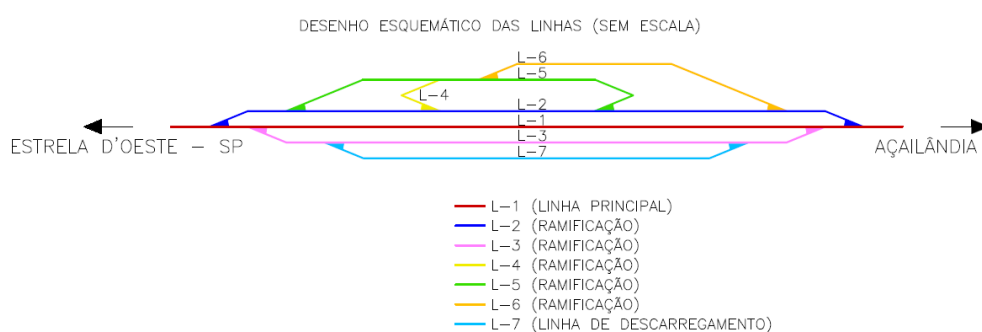 DESENHO ESQUEMÁTICO DAS LINHAS (SEM ESCALA)
L-6
L-5
L-4
L-2
L-1
L-3
L-7
ESTRELA D'OESTE - SP
AÇAILÂNDIA
L-1 (LINHA PRINCIPAL)
L-2 (RAMIFICAÇÃO)
L-3 (RAMIFICAÇÃO)
L-4 (RAMIFICAÇÃO)
L-5 (RAMIFICAÇÃO)
L-6 (RAMIFICAÇÃO)
L-7 (LINHA DE DESCARREGAMENTO)